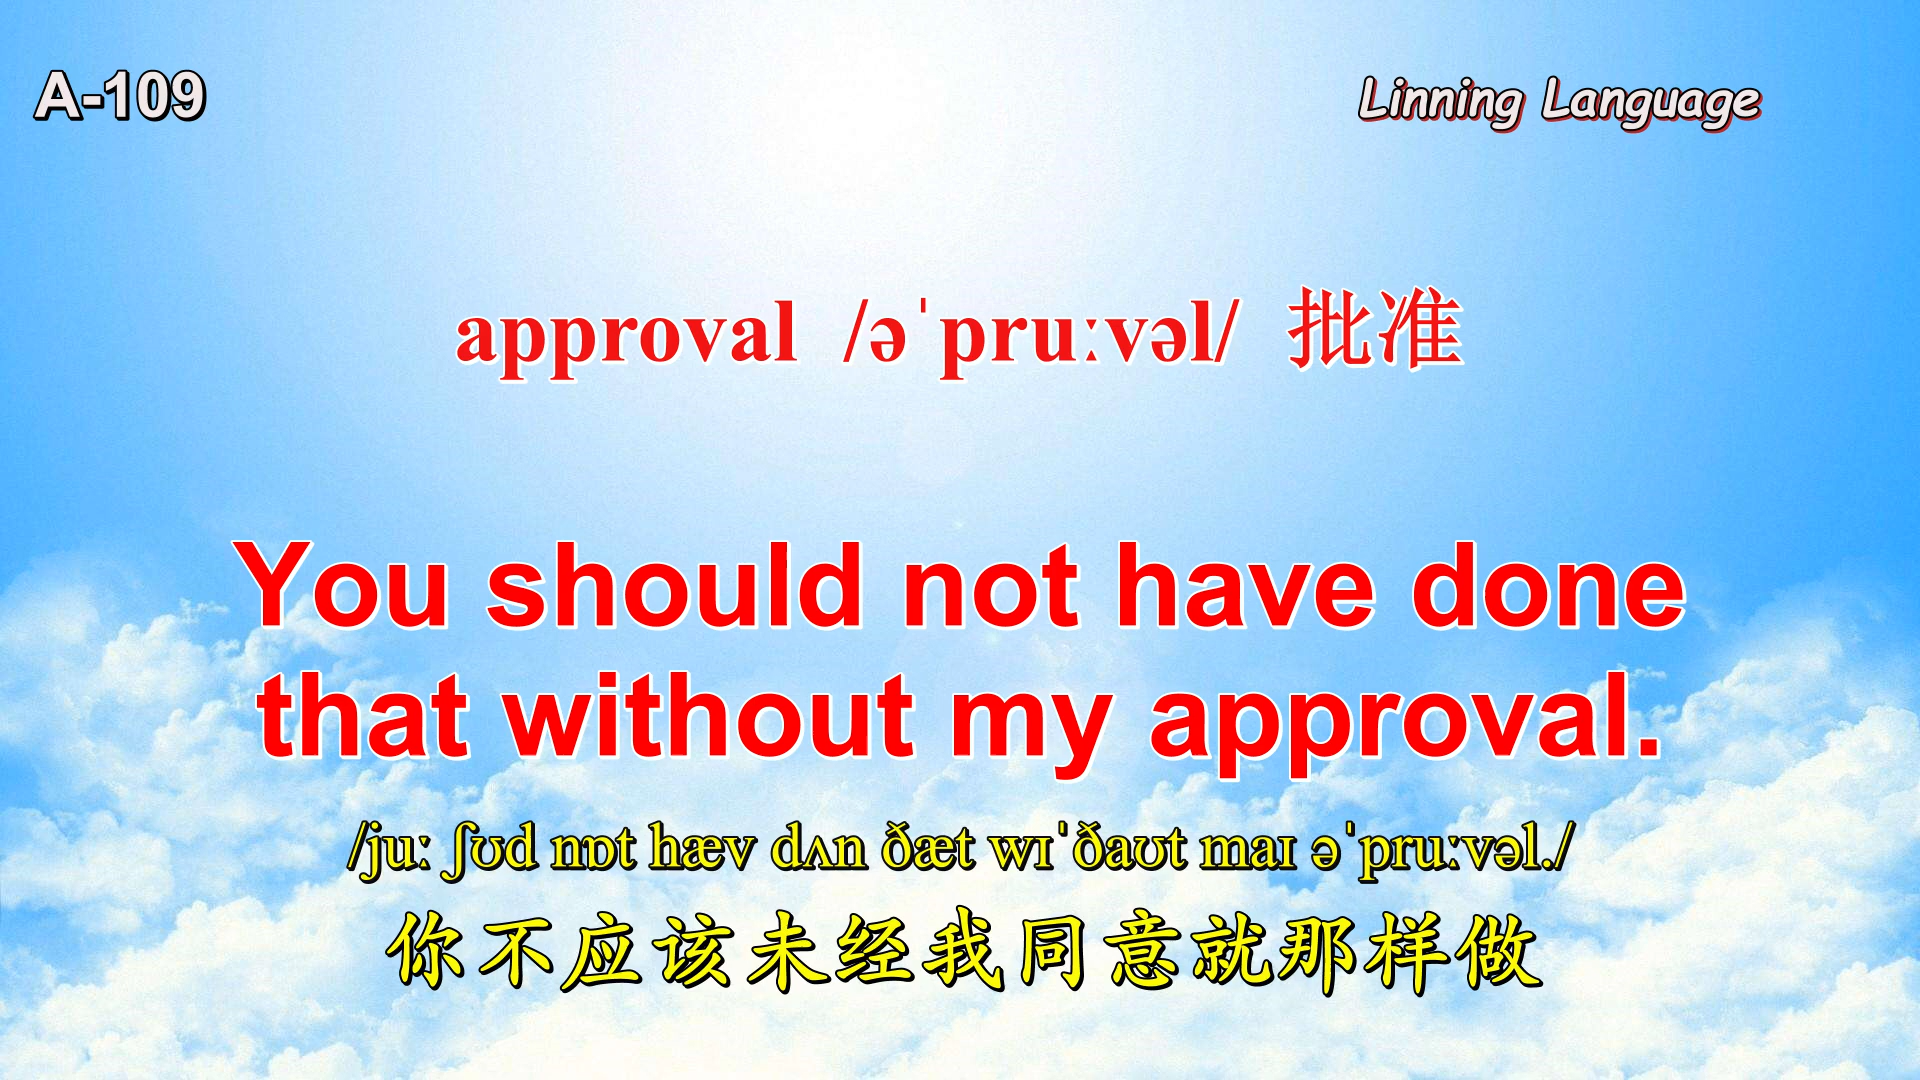 A-109
Linning Language
approval /əˈpruːvəl/ 批准
You should not have done
that without my approval.
/juː ʃʊd nɒt hæv dʌn ðæt wɪˈðaʊt maɪ əˈpruːvəl./
你不应该未经我同意就那样做